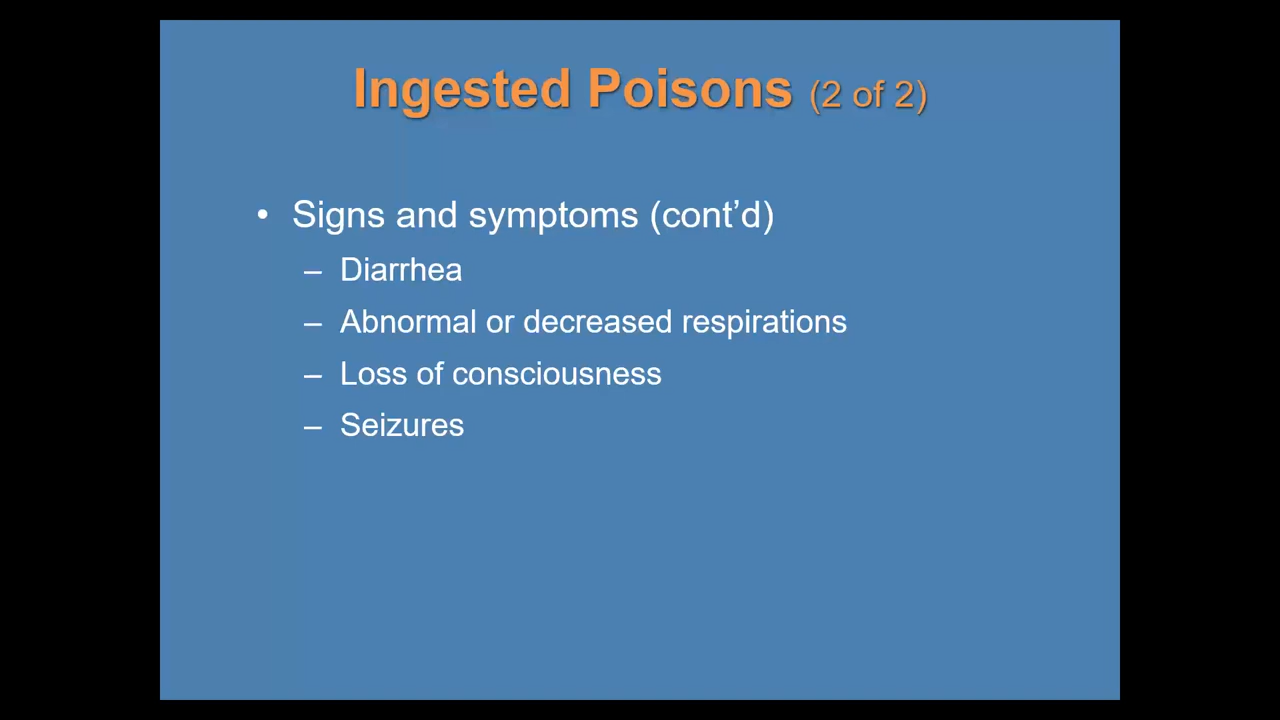 Ingested Poisons (2 of 2)
• Signs and symptoms (cont’d)
– Diarrhea
– Abnormal or decreased respirations
– Loss of consciousness
– Seizures